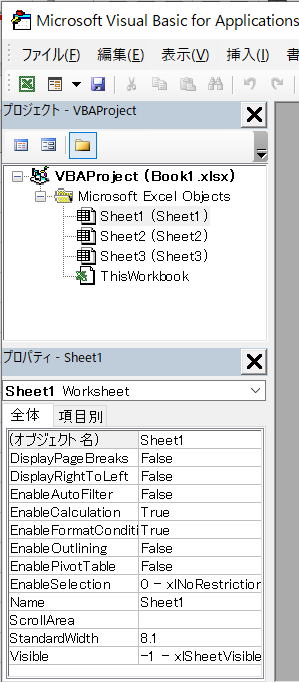 Microsoft Visual Basic for Applications
ファイル(F) 編集(E) 表示(V) 挿入(I) 書
プロジェクト - VBAProject
VBAProject (Book1.xlsx)
Microsoft Excel Objects
Sheet1 (Sheet1)
Sheet2 (Sheet2)
Sheet3 (Sheet3)
ThisWorkbook
プロパティ - Sheet1
Sheet1 Worksheet
全体 項目別
(オブジェクト名) Sheet1
DisplayPageBreaks False
DisplayRightToLeft False
EnableAutoFilter False
EnableCalculation True
EnableFormatConditi True
EnableOutlining False
EnablePivotTable False
EnableSelection 0 - xlNoRestriction
Name Sheet1
ScrollArea
StandardWidth 8.1
Visible -1 - xlSheetVisible